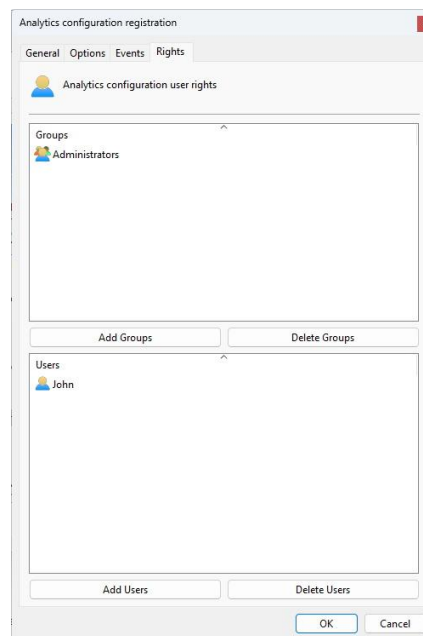 Analytics configuration registration
General Options Events Rights
Analytics configuration user rights
Groups
Administrators
Add Groups Delete Groups
Users
John
Add Users Delete Users
OK Cancel